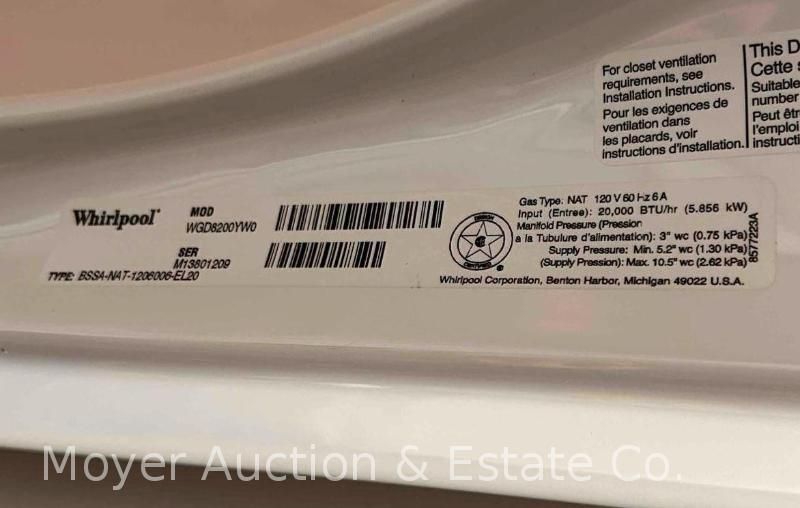 For closet ventilation
requirements, see
Installation Instructions.
Pour les exigences de
ventilation dans
les placards, voir
instructions d'installation.
This D
Cette s
Suitable
number
Peut êtr
l'emploi
instructi
Whirlpool
MOD
WGD8200YW0
SER
M13801209
TYPE: BSSA-NAT-1206006-EL20
DESIGN
CERTIFIED
Gas Type: NAT 120 V 60 Hz 6A
Input (Entree): 20,000 BTU/hr (5.856 kW)
Manifold Pressure (Pression
à la Tubulure d'alimentation): 3" wc (0.75 kPa)
Supply Pressure: Min. 5.2" wc (1.30 kPa)
(Supply Pression): Max. 10.5" wc (2.62 kPa)
Whirlpool Corporation, Benton Harbor, Michigan 49022 U.S.A.
8577223A
Moyer Auction & Estate Co.